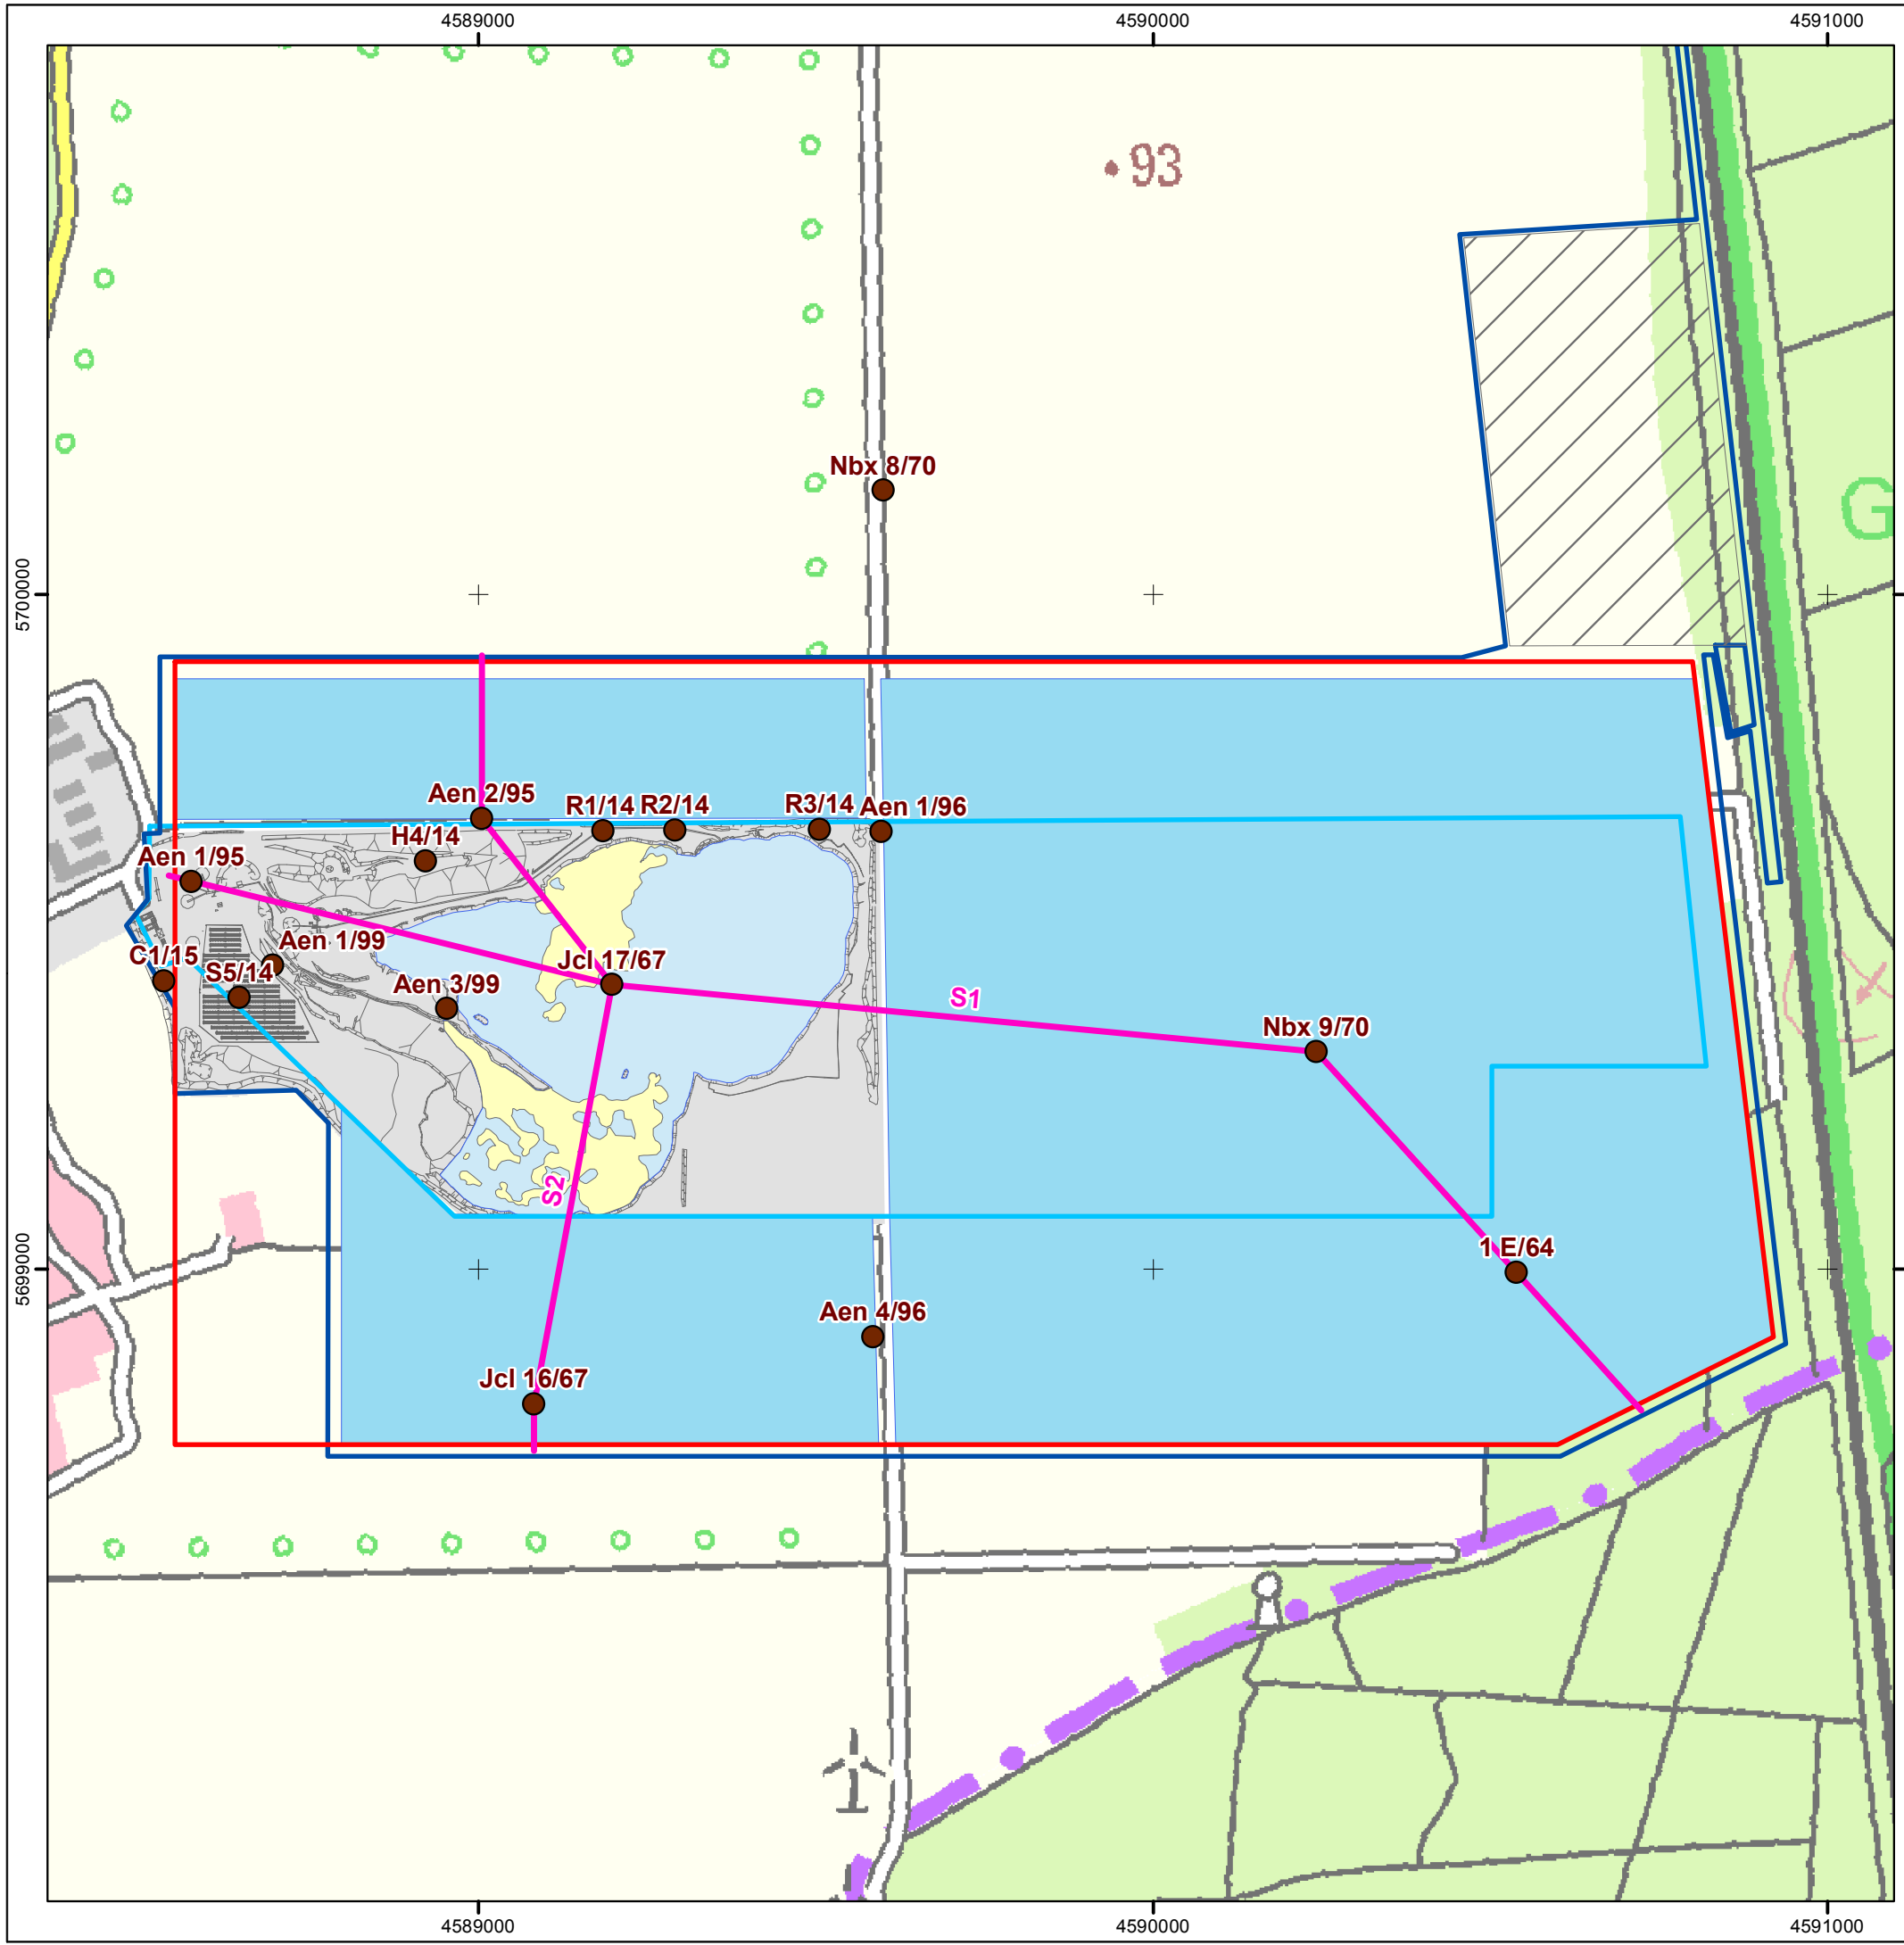 4589000 4590000 4591000
93
Nbx 8/70
G
5700000
Aen 2/95
R1/14 R2/14
R3/14 Aen 1/96
H4/14
Aen 1/95
Aen 1/99
C1/15
S5/14
Jcl 17/67
Aen 3/99
S1
Nbx 9/70
S2
1 E/64
5699000
Aen 4/96
Jcl 16/67
4589000 4590000 4591000